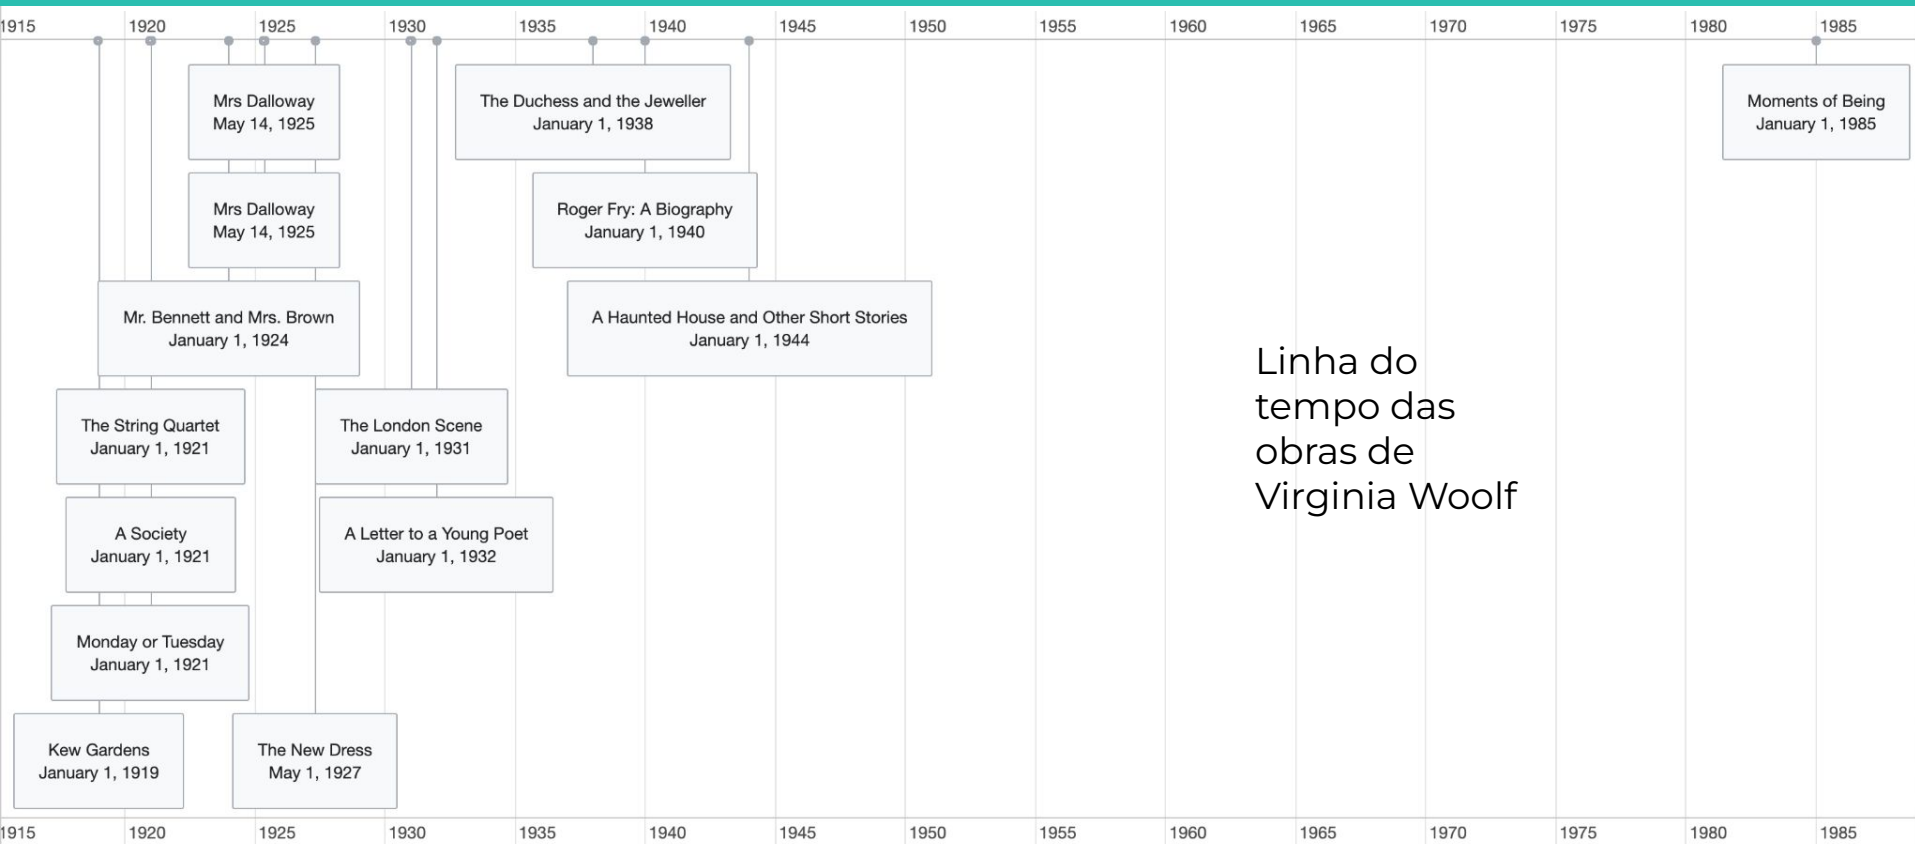 1915 1920 1925 1930 1935 1940 1945 1950 1955 1960 1965 1970 1975 1980 1985
Mrs Dalloway
May 14, 1925
The Duchess and the Jeweller
January 1, 1938
Moments of Being
January 1, 1985
Mrs Dalloway
May 14, 1925
Roger Fry: A Biography
January 1, 1940
Mr. Bennett and Mrs. Brown
January 1, 1924
A Haunted House and Other Short Stories
January 1, 1944
The String Quartet
January 1, 1921
The London Scene
January 1, 1931
A Society
January 1, 1921
A Letter to a Young Poet
January 1, 1932
Monday or Tuesday
January 1, 1921
Kew Gardens
January 1, 1919
The New Dress
May 1, 1927
Linha do
tempo das
obras de
Virginia Woolf
1915 1920 1925 1930 1935 1940 1945 1950 1955 1960 1965 1970 1975 1980 1985